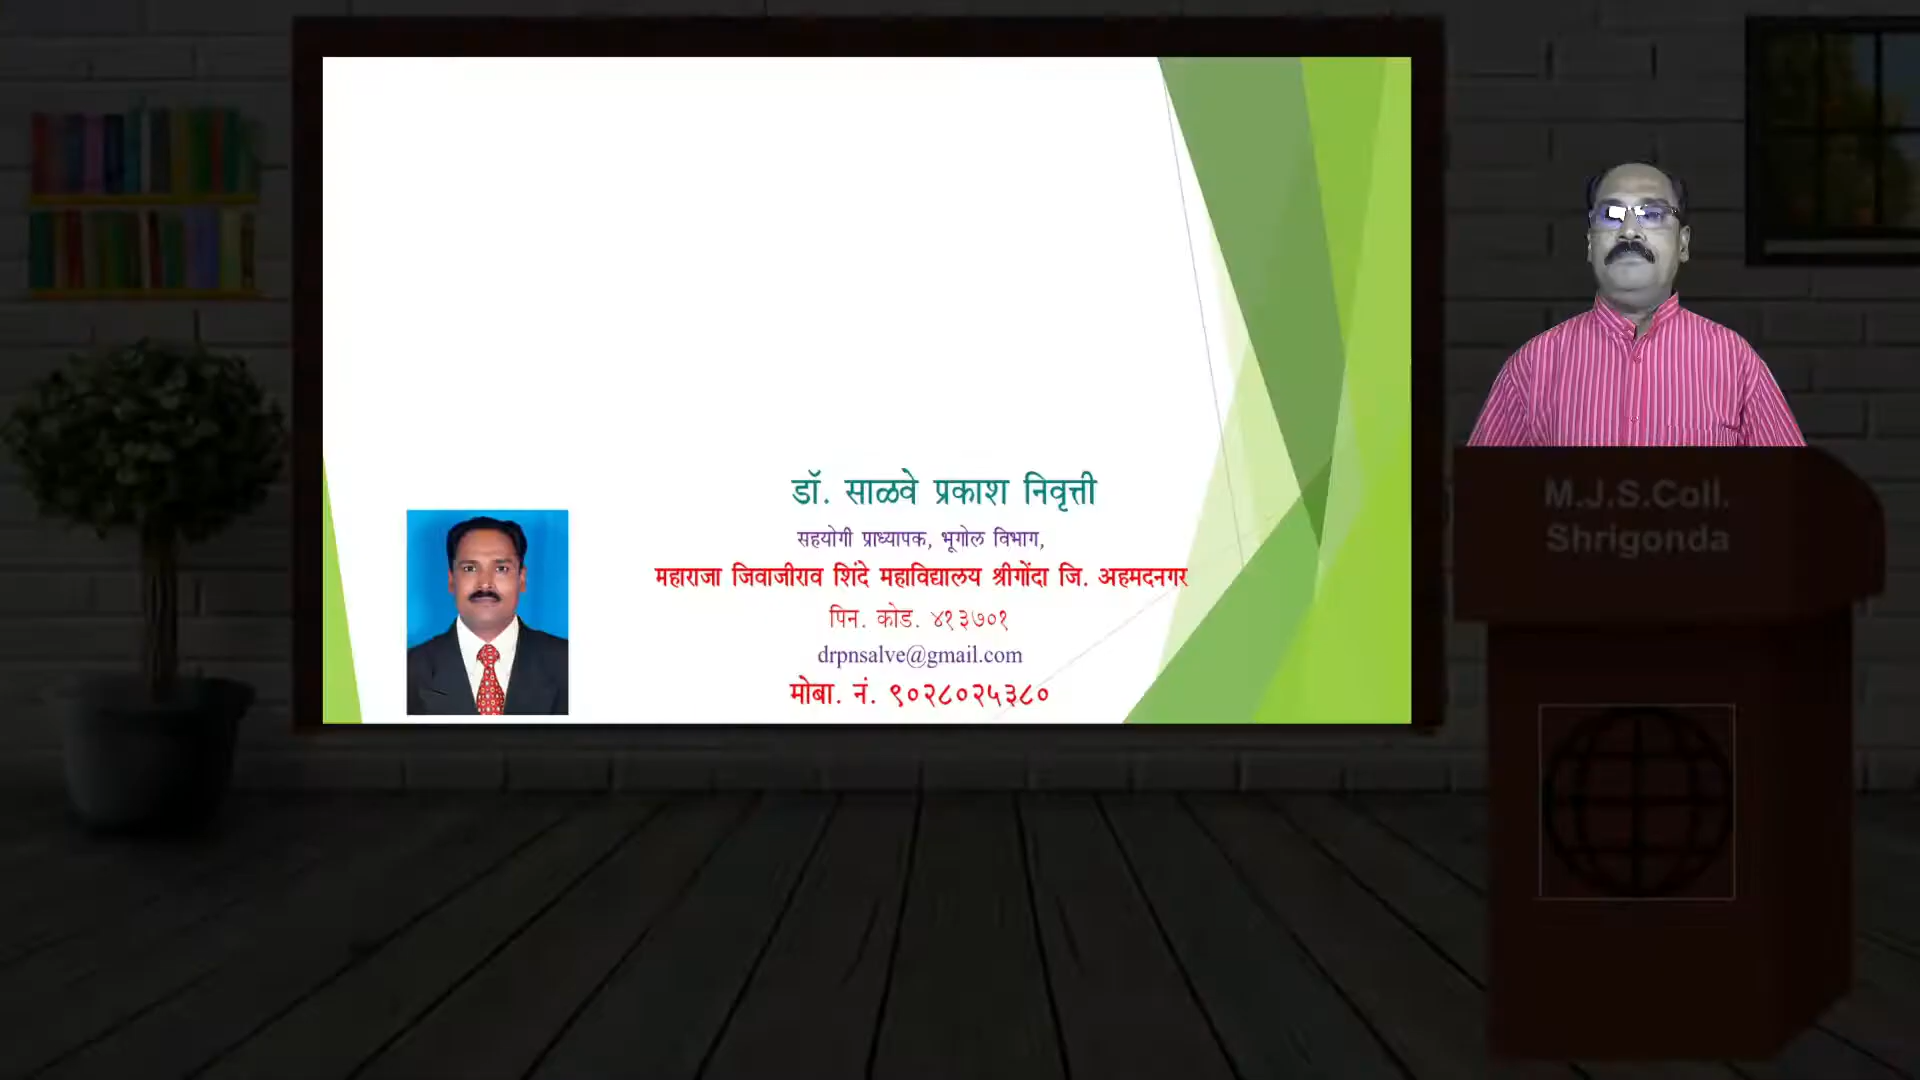 डॉ. साळवे प्रकाश निवृत्ती
सहयोगी प्राध्यापक, भूगोल विभाग,
महाराजा जिवाजीराव शिंदे महाविद्यालय श्रीगोंदा जि. अहमदनगर
पिन. कोड. ४१३७०१
drpnsalve@gmail.com
मोबा. नं. ९०२८०२५३८०
M.J.S.Coll.
Shrigonda